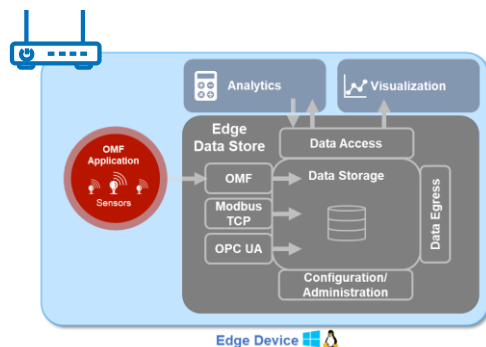 Analytics
Visualization
Edge
Data Store
Data Access
OMF
Application
Sensors
OMF
Data Storage
Modbus
TCP
OPC UA
Data Egress
Configuration/
Administration
Edge Device